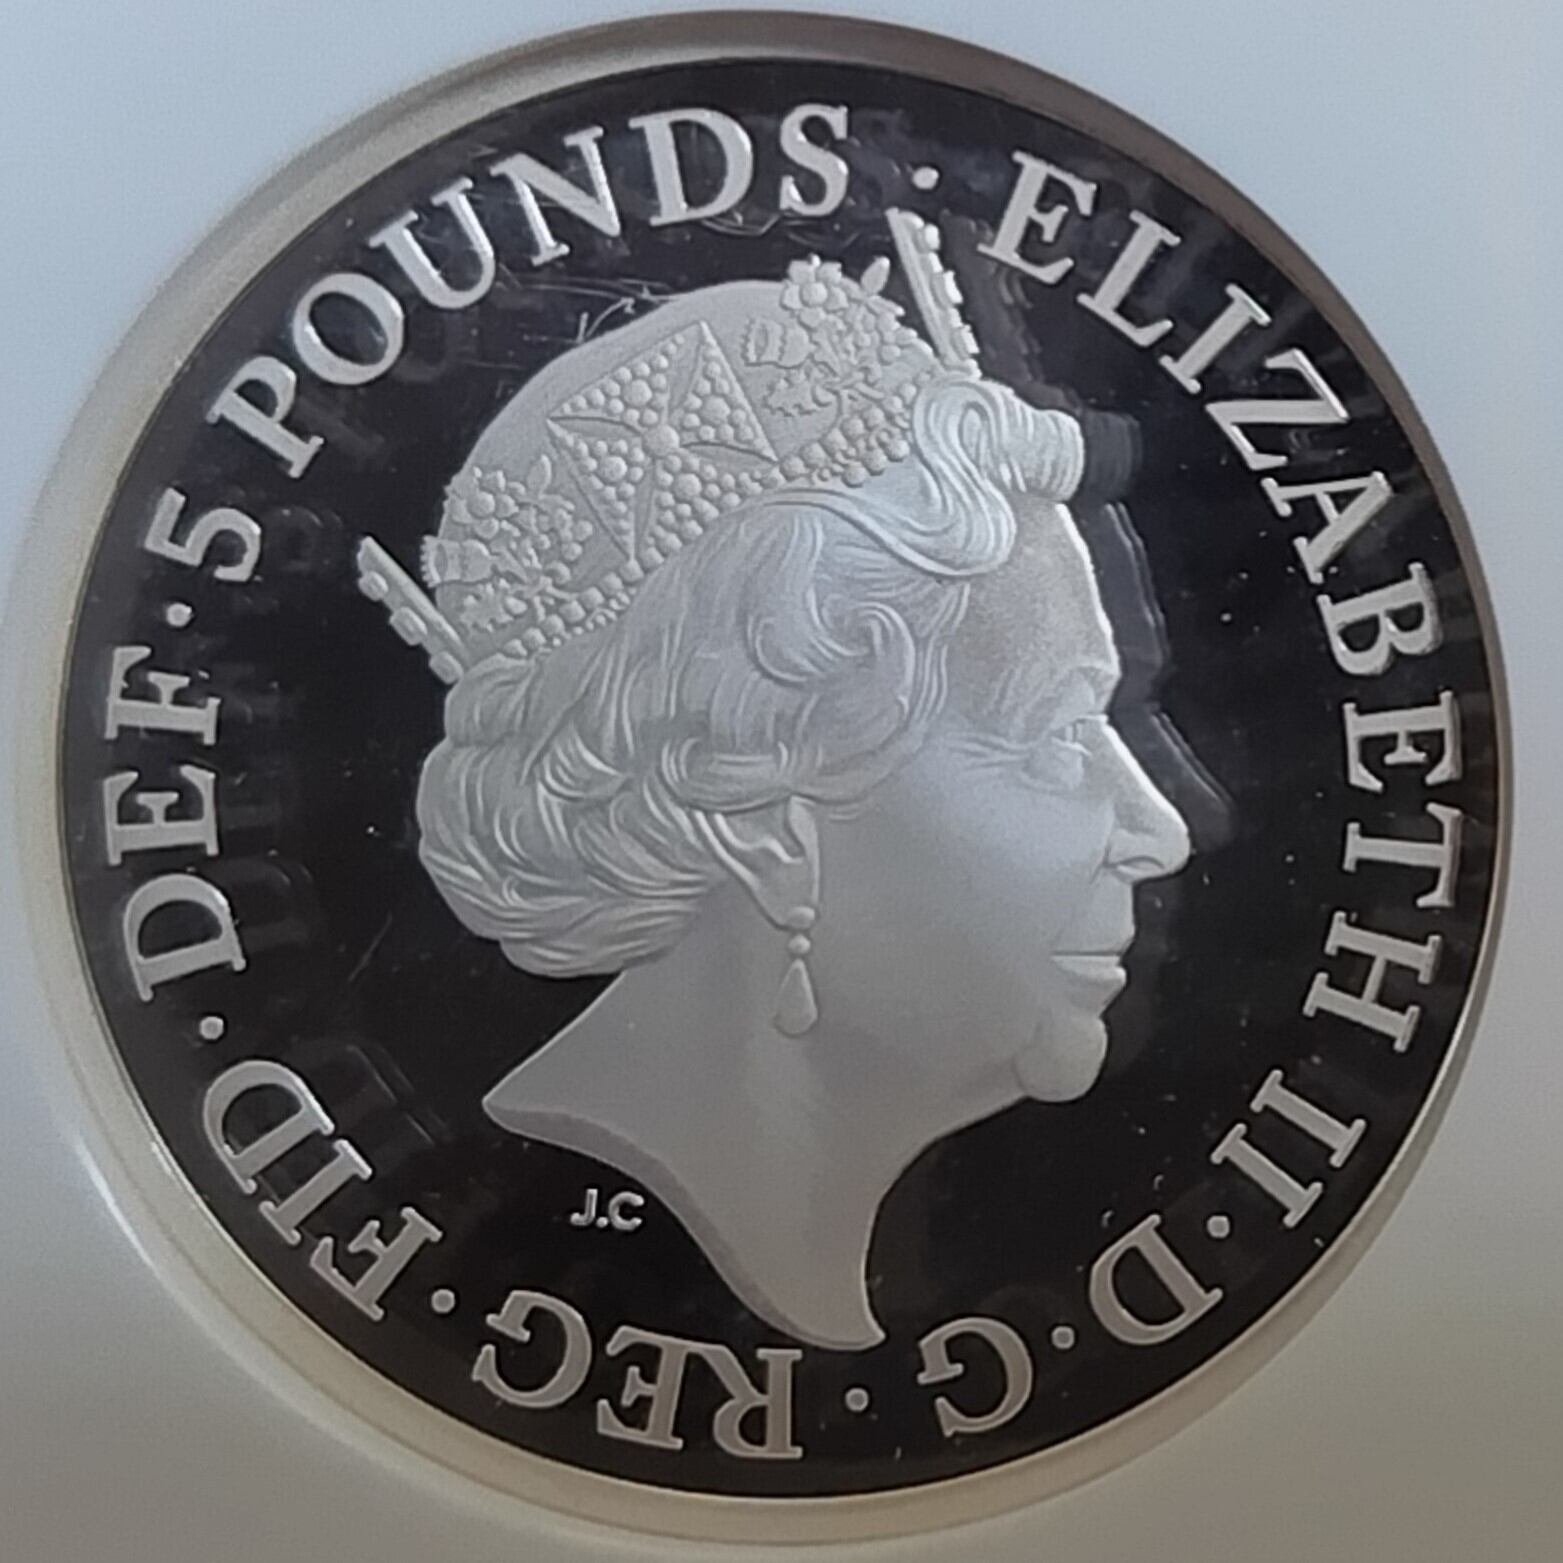 ELIZABETH II · D · G · REG · FID · DEF · 5 POUNDS ·
J.C